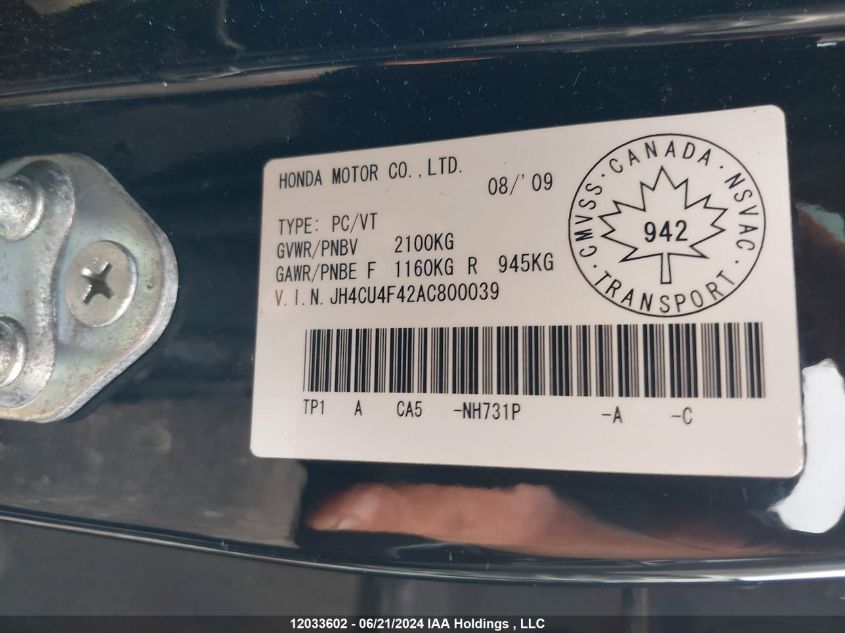 HONDA MOTOR CO.,LTD.
08/'09
TYPE: PC/VT
GVWR/PNBV 2100KG
GAWR/PNBE F 1160KG R 945KG
V.I.N. JH4CU4F42AC800039
CMVSS · CANADA · NSVAC
942
· TRANSPORT ·
TP1 A CA5 -NH731P -A -C
12033602 - 06/21/2024 IAA Holdings , LLC